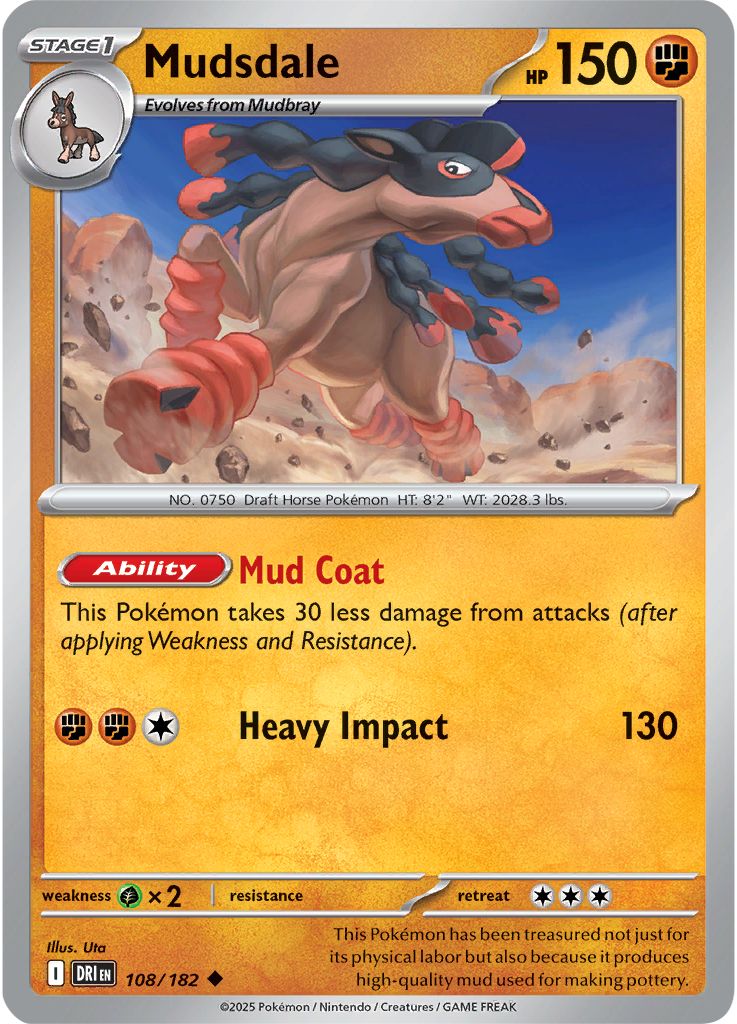 STAGE1
Mudsdale
HP 150
Evolves from Mudbray
NO. 0750 Draft Horse Pokémon HT: 8'2" WT: 2028.3 lbs.
Ability Mud Coat
This Pokémon takes 30 less damage from attacks (after
applying Weakness and Resistance).
Heavy Impact 130
weakness ×2 resistance retreat
Illus. Uta
I DRI EN 108/182
This Pokémon has been treasured not just for
its physical labor but also because it produces
high-quality mud used for making pottery.
©2025 Pokémon / Nintendo / Creatures / GAME FREAK